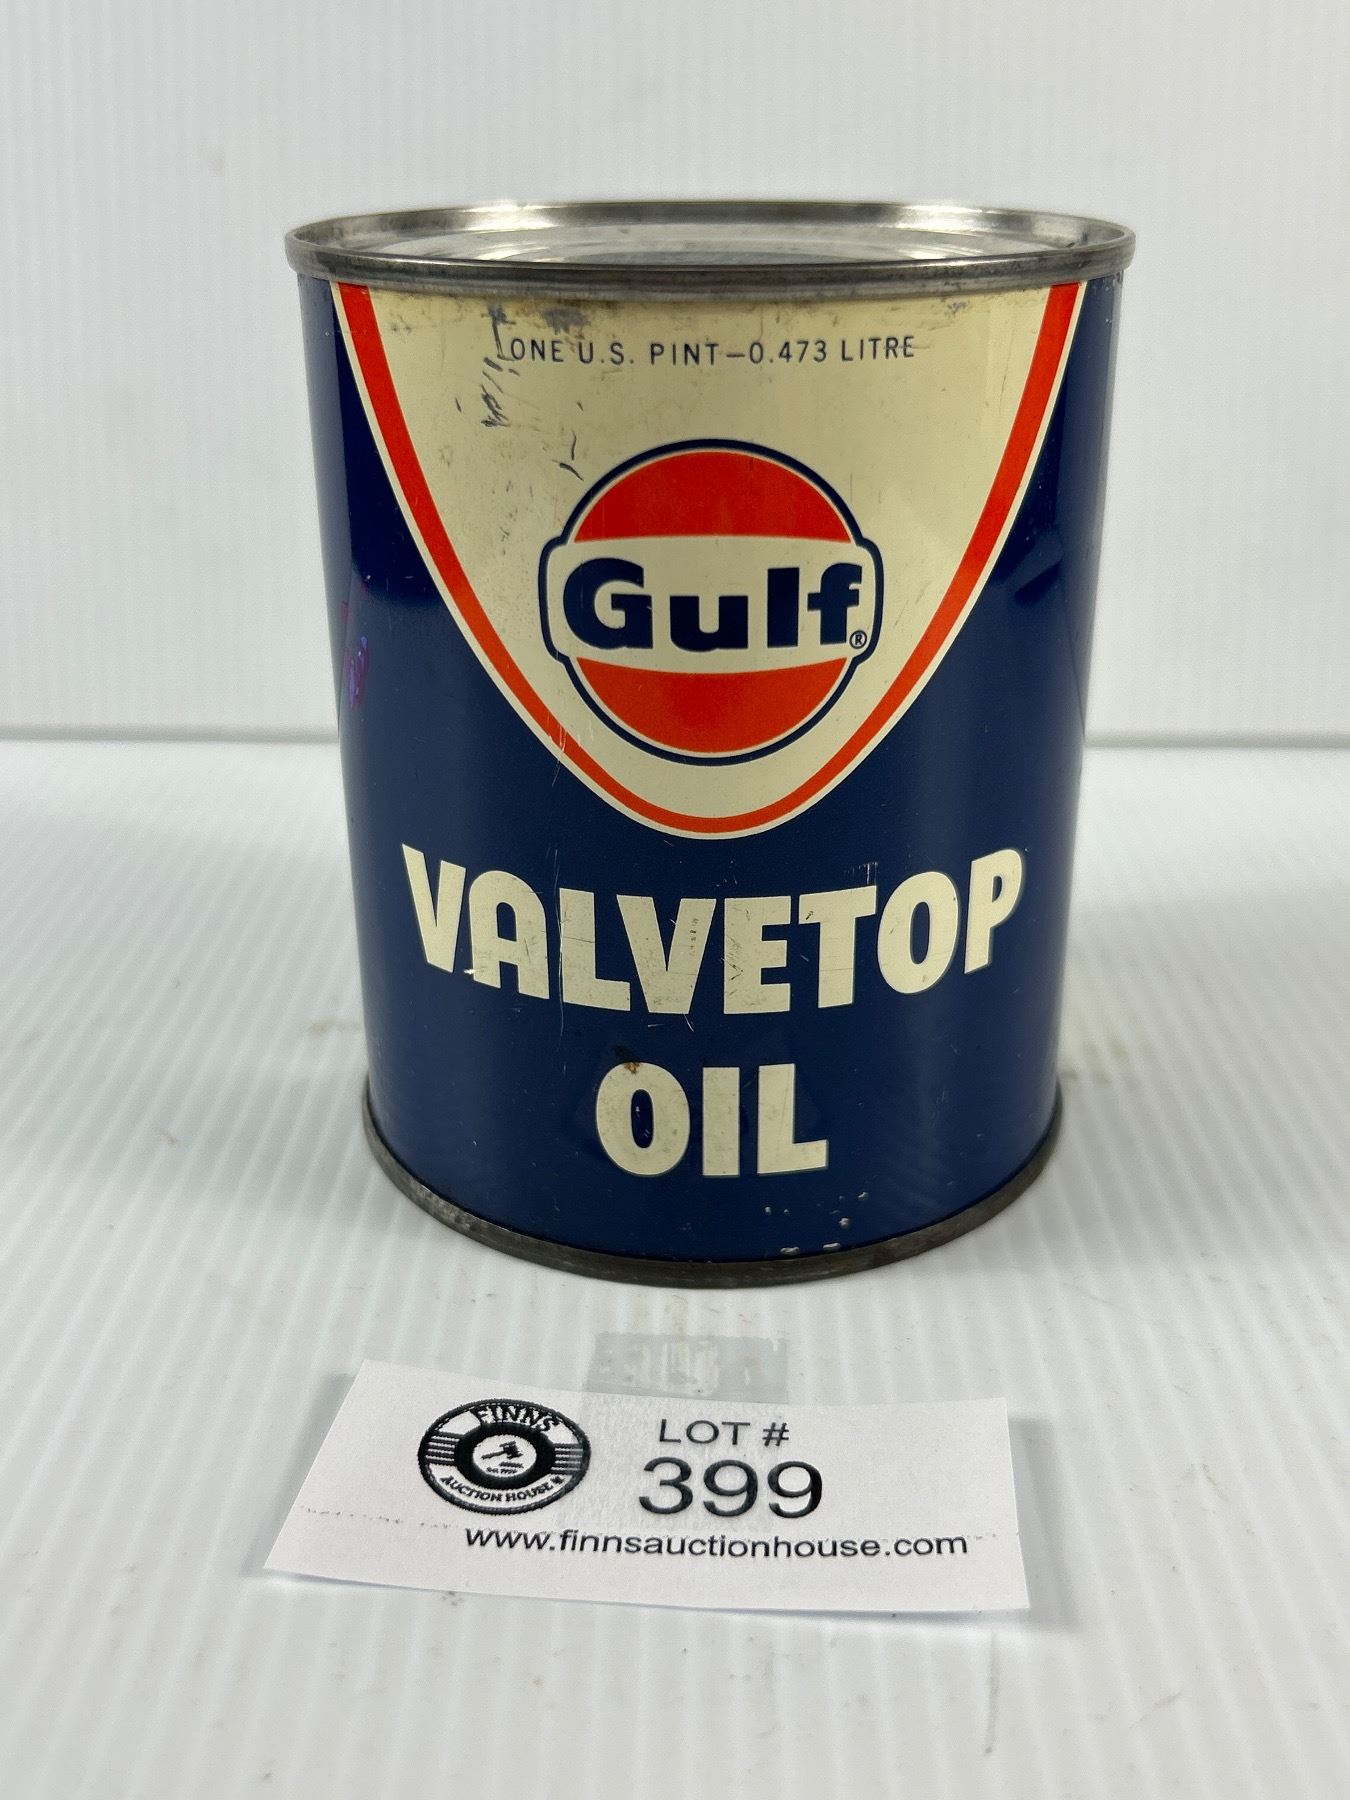 ONE U.S. PINT—0.473 LITRE
Gulf®
VALVETOP
OIL
FINNS
AUCTION HOUSE
LOT #
399
www.finnsauctionhouse.com